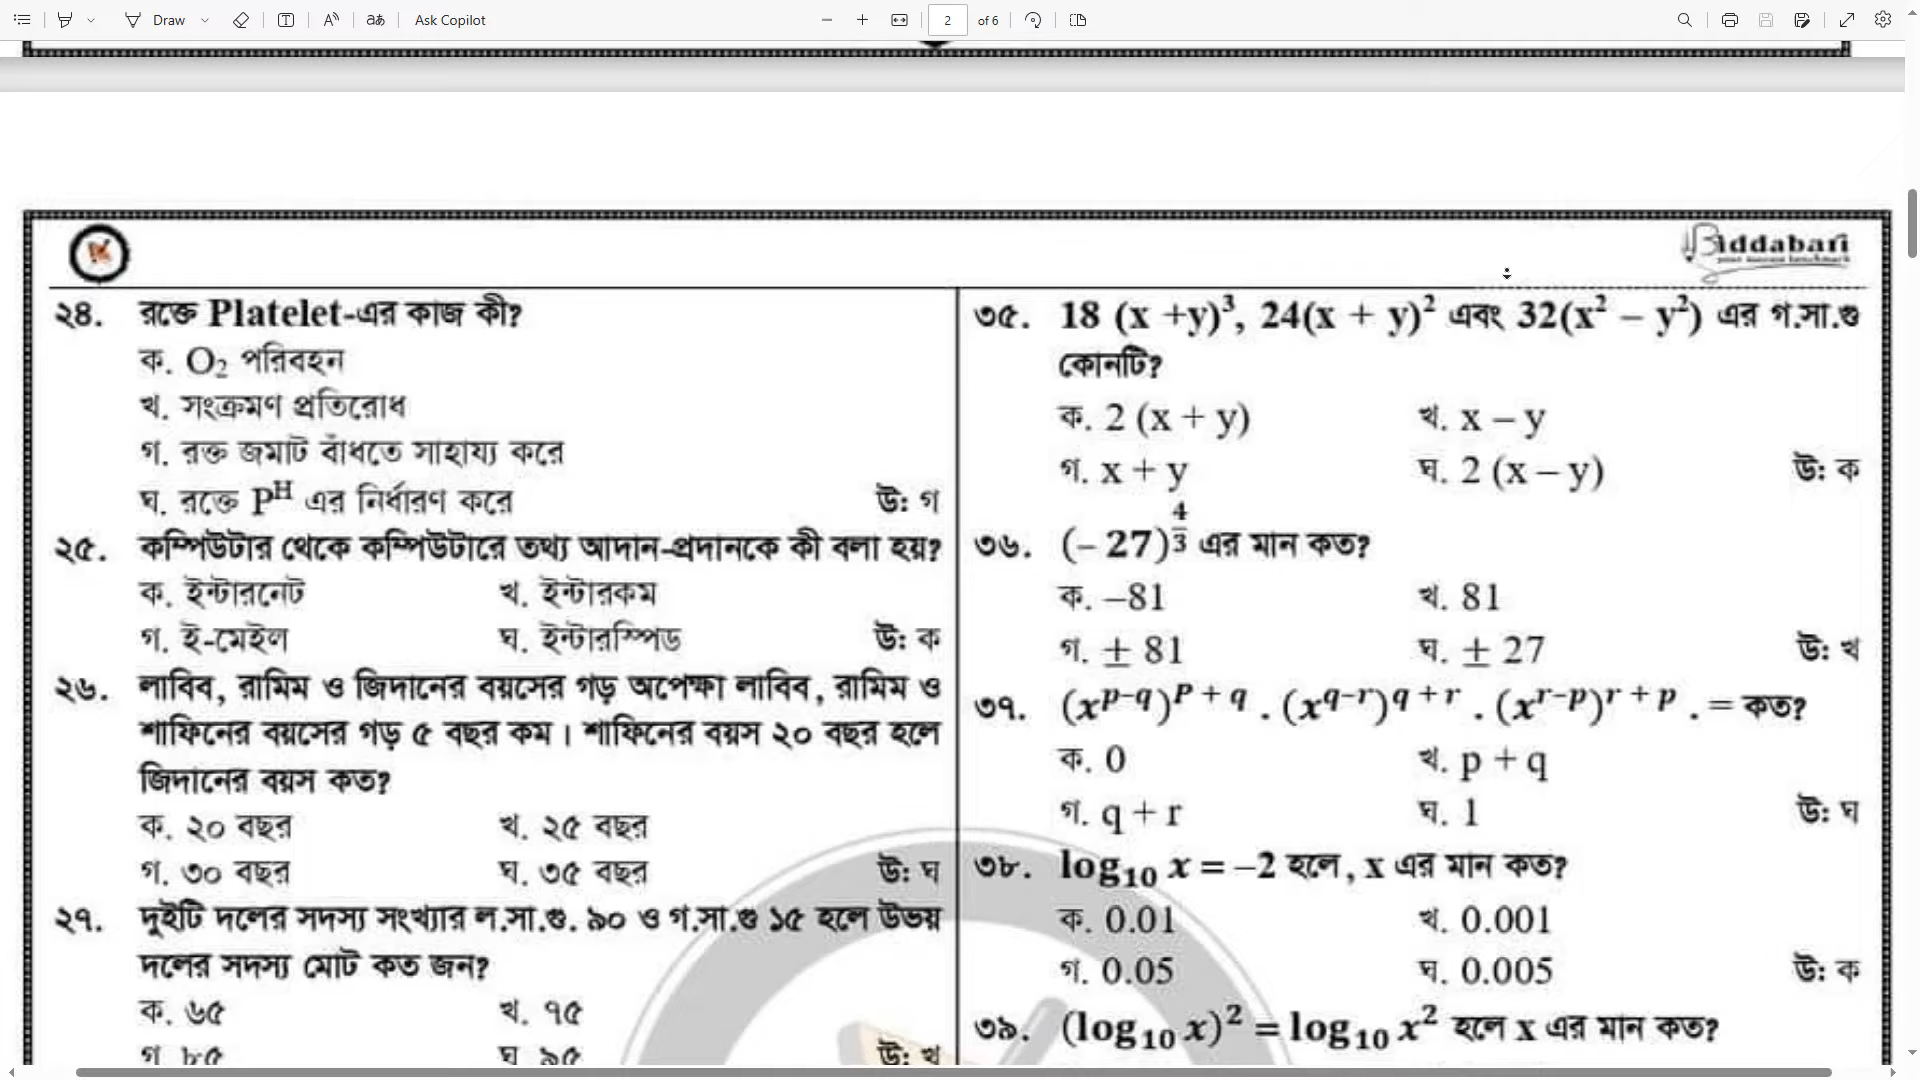 Draw
Ask Copilot
2 of 6
Biddabari
২৪. রক্তে Platelet-এর কাজ কী?
ক. O₂ পরিবহন
খ. সংক্রমণ প্রতিরোধ
গ. রক্ত জমাট বাঁধতে সাহায্য করে
ঘ. রক্তে Pᴴ এর নির্ধারণ করে উ: গ
২৫. কম্পিউটার থেকে কম্পিউটারে তথ্য আদান-প্রদানকে কী বলা হয়?
ক. ইন্টারনেট খ. ইন্টারকম
গ. ই-মেইল ঘ. ইন্টারস্পিড উ: ক
২৬. লাবিব, রামিম ও জিদানের বয়সের গড় অপেক্ষা লাবিব, রামিম ও
শাফিনের বয়সের গড় ৫ বছর কম। শাফিনের বয়স ২০ বছর হলে
জিদানের বয়স কত?
ক. ২০ বছর খ. ২৫ বছর
গ. ৩০ বছর ঘ. ৩৫ বছর উ: ঘ
২৭. দুইটি দলের সদস্য সংখ্যার ল.সা.গু. ৯০ ও গ.সা.গু ১৫ হলে উভয়
দলের সদস্য মোট কত জন?
ক. ৬৫ খ. ৭৫
গ. ৮৫ ঘ. ৯৫ উ: খ
৩৫. 18 (x +y)³, 24(x + y)² এবং 32(x² – y²) এর গ.সা.গু
কোনটি?
ক. 2 (x + y) খ. x – y
গ. x + y ঘ. 2 (x – y) উ: ক
৩৬. (– 27)^(4/3) এর মান কত?
ক. –81 খ. 81
গ. ± 81 ঘ. ± 27 উ: খ
৩৭. (x^(p–q))^(P + q) . (x^(q–r))^(q + r) . (x^(r–p))^(r + p) . = কত?
ক. 0 খ. p + q
গ. q + r ঘ. 1 উ: ঘ
৩৮. log₁₀ x = –2 হলে, x এর মান কত?
ক. 0.01 খ. 0.001
গ. 0.05 ঘ. 0.005 উ: ক
৩৯. (log₁₀ x)² = log₁₀ x² হলে x এর মান কত?